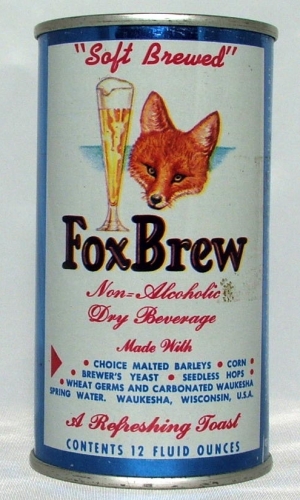 "Soft Brewed"
FoxBrew
Non-Alcoholic
Dry Beverage
Made With
• CHOICE MALTED BARLEYS • CORN •
• BREWER'S YEAST • SEEDLESS HOPS •
• WHEAT GERMS AND CARBONATED WAUKESHA
SPRING WATER. WAUKESHA, WISCONSIN, U.S.A.
A Refreshing Toast
CONTENTS 12 FLUID OUNCES